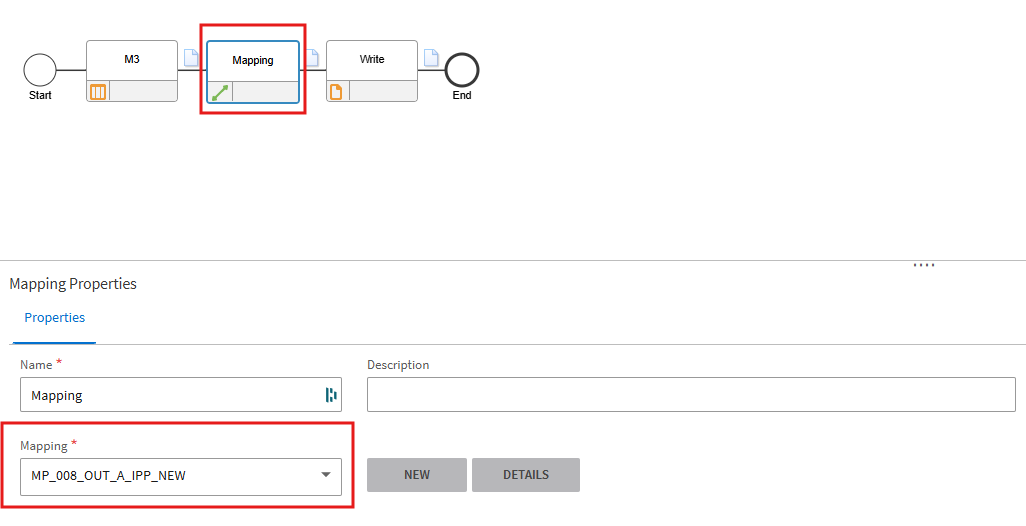 M3
Mapping
Write
Start
End
Mapping Properties
Properties
Name *
Description
Mapping
Mapping *
MP_008_OUT_A_IPP_NEW
NEW
DETAILS